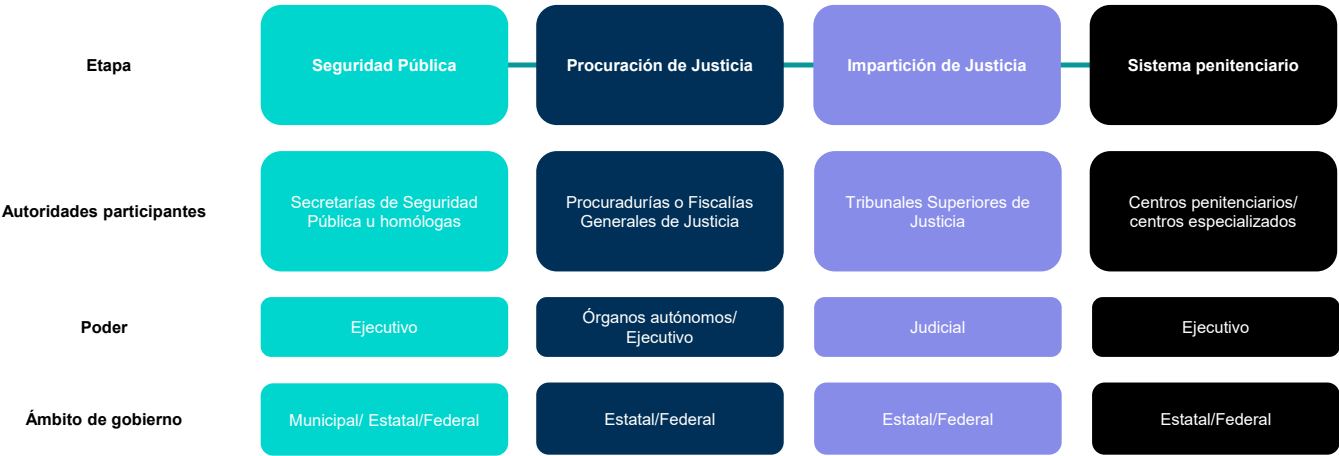 Etapa
Seguridad Pública
Procuración de Justicia
Impartición de Justicia
Sistema penitenciario
Autoridades participantes
Secretarías de Seguridad
Pública u homólogas
Procuradurías o Fiscalías
Generales de Justicia
Tribunales Superiores de
Justicia
Centros penitenciarios/
centros especializados
Poder
Ejecutivo
Órganos autónomos/
Ejecutivo
Judicial
Ejecutivo
Ámbito de gobierno
Municipal/ Estatal/Federal
Estatal/Federal
Estatal/Federal
Estatal/Federal